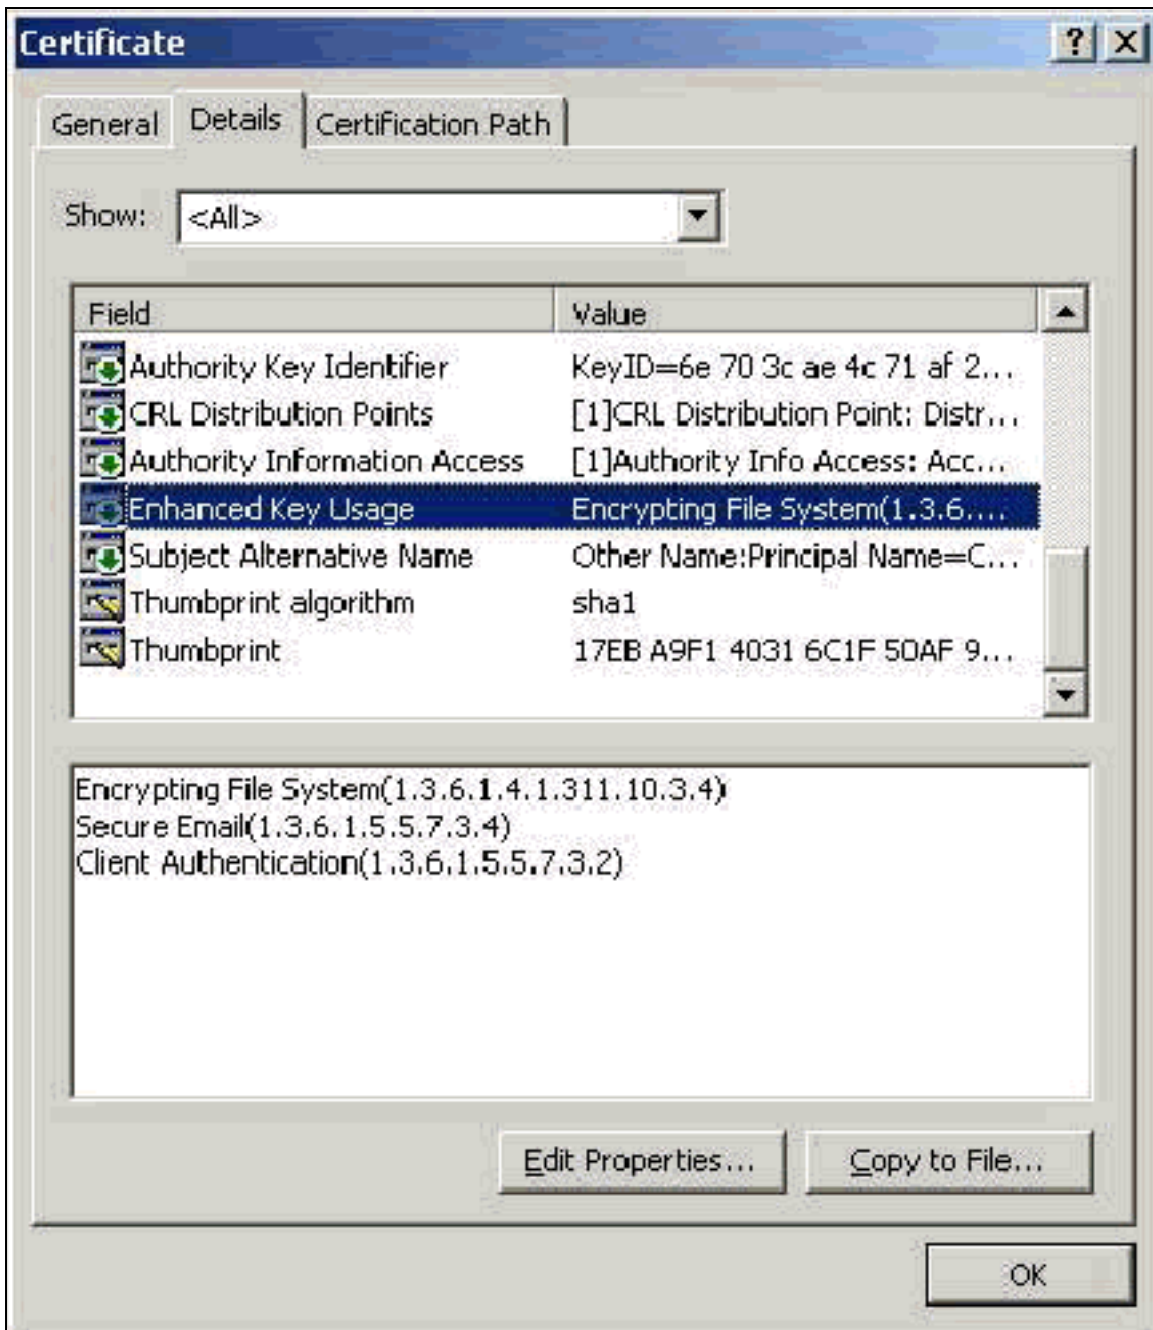 Certificate
General Details Certification Path
Show: <All>
Field Value
Authority Key Identifier KeyID=6e 70 3c ae 4c 71 af 2...
CRL Distribution Points [1]CRL Distribution Point: Distr...
Authority Information Access [1]Authority Info Access: Acc...
Enhanced Key Usage Encrypting File System(1.3.6....
Subject Alternative Name Other Name:Principal Name=C...
Thumbprint algorithm sha1
Thumbprint 17EB A9F1 4031 6C1F 50AF 9...
Encrypting File System(1.3.6.1.4.1.311.10.3.4)
Secure Email(1.3.6.1.5.5.7.3.4)
Client Authentication(1.3.6.1.5.5.7.3.2)
Edit Properties... Copy to File...
OK